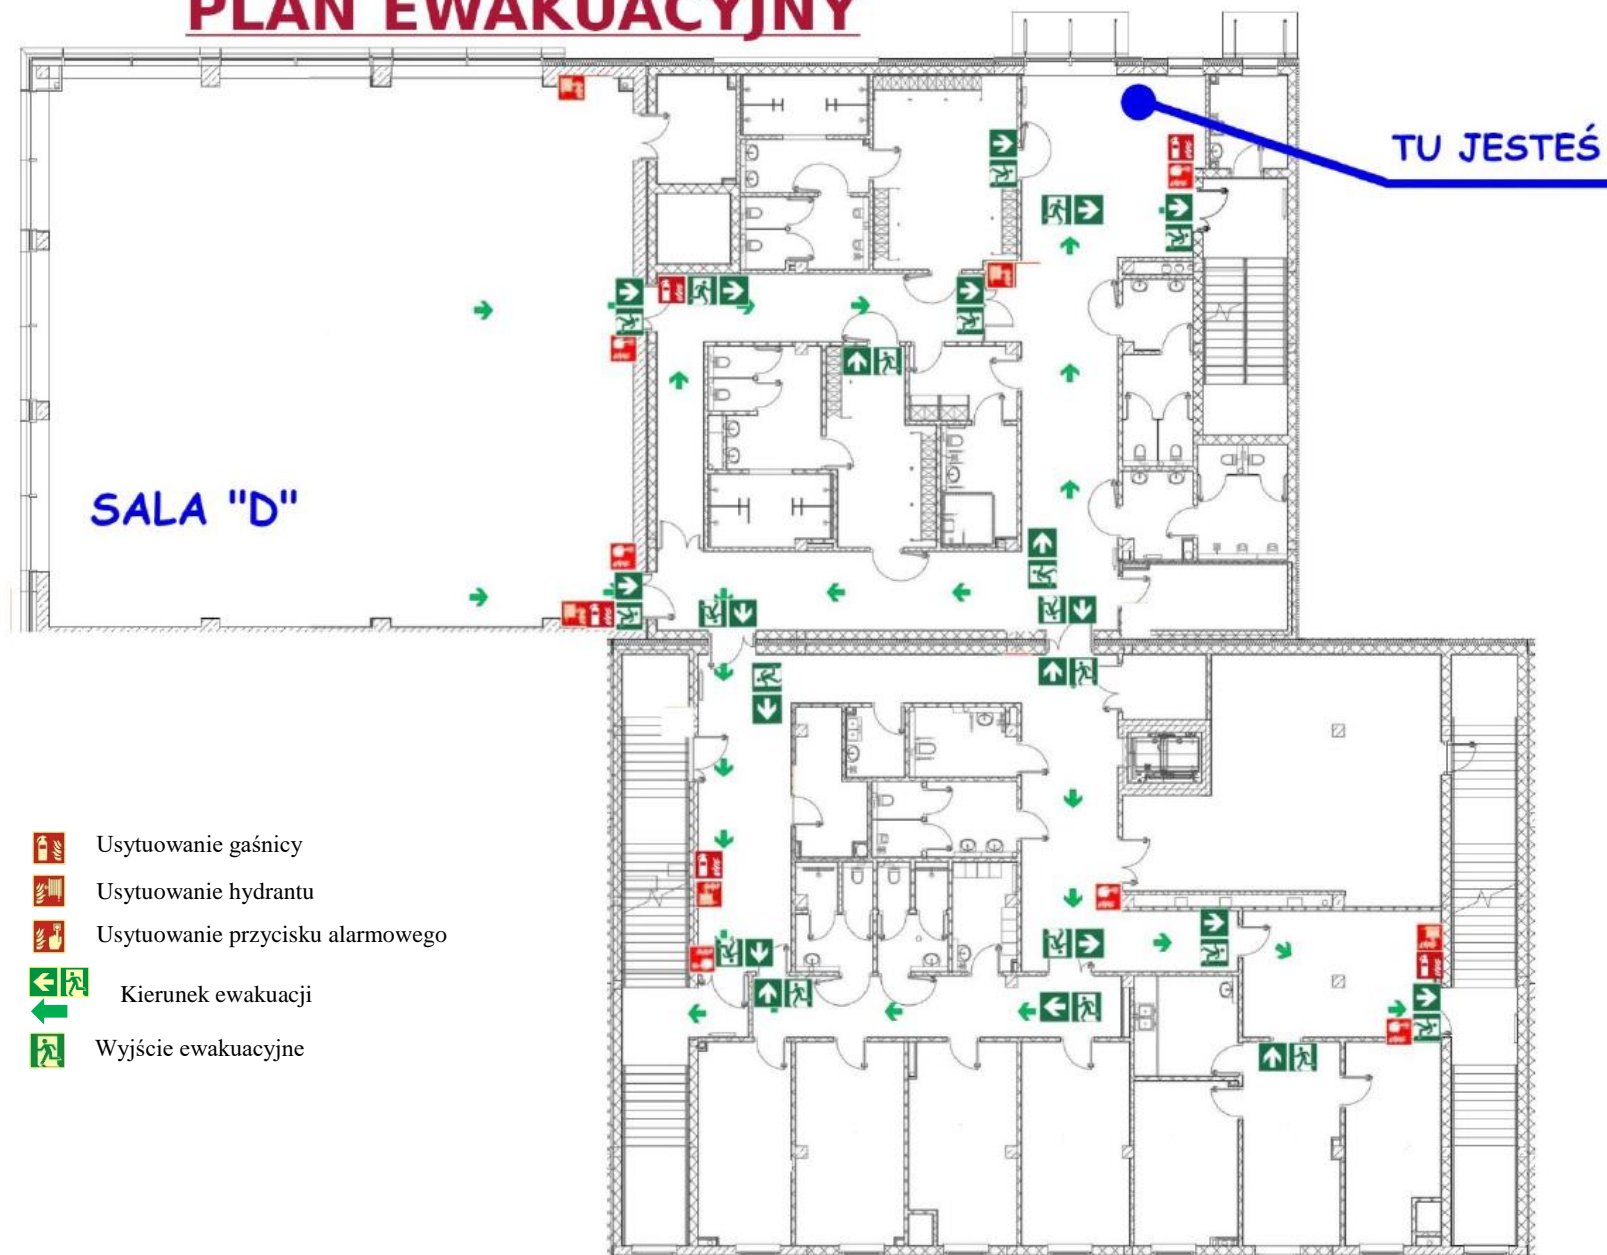 PLAN EWAKUACYJNY
TU JESTEŚ
SALA "D"
Usytuowanie gaśnicy
Usytuowanie hydrantu
Usytuowanie przycisku alarmowego
Kierunek ewakuacji
Wyjście ewakuacyjne